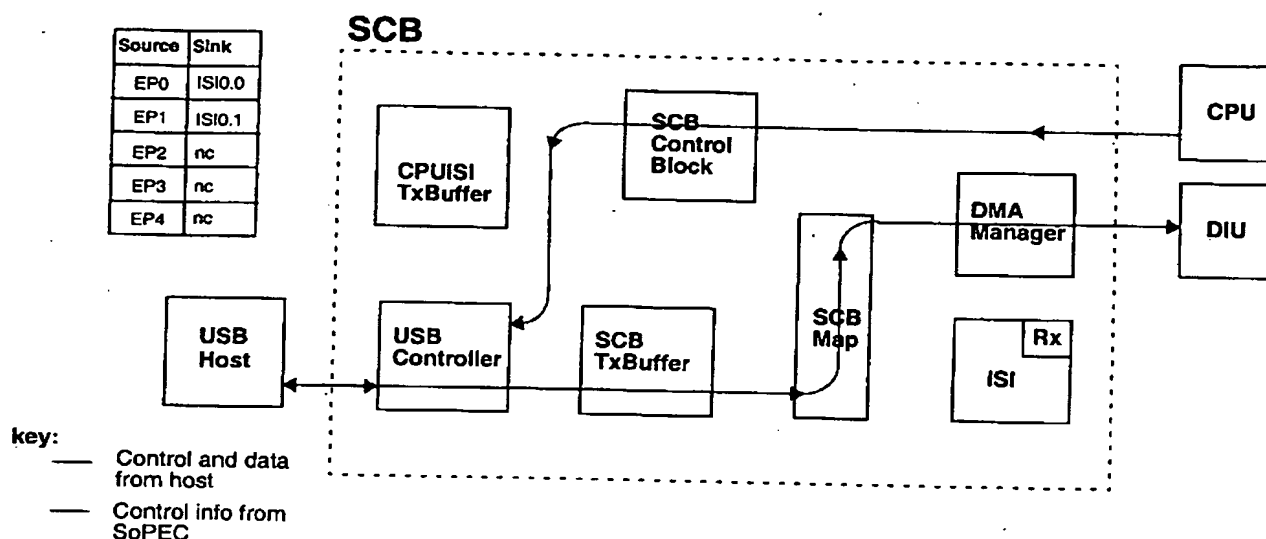 SCB
Source Sink
EP0 ISI0.0
EP1 ISI0.1
EP2 nc
EP3 nc
EP4 nc
CPUISI
TxBuffer
SCB
Control
Block
CPU
DMA
Manager
DIU
USB
Host
USB
Controller
SCB
TxBuffer
SCB
Map
Rx
ISI
key:
Control and data
from host
Control info from
SoPEC